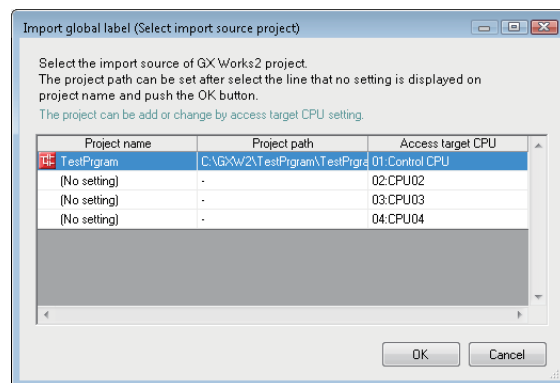 Import global label (Select import source project)
Select the import source of GX Works2 project.
The project path can be set after select the line that no setting is displayed on
project name and push the OK button.
The project can be add or change by access target CPU setting.
Project name Project path Access target CPU
TestPrgram C:\GXW2\TestPrgram\TestPrgra 01:Control CPU
(No setting) - 02:CPU02
(No setting) - 03:CPU03
(No setting) - 04:CPU04
OK Cancel